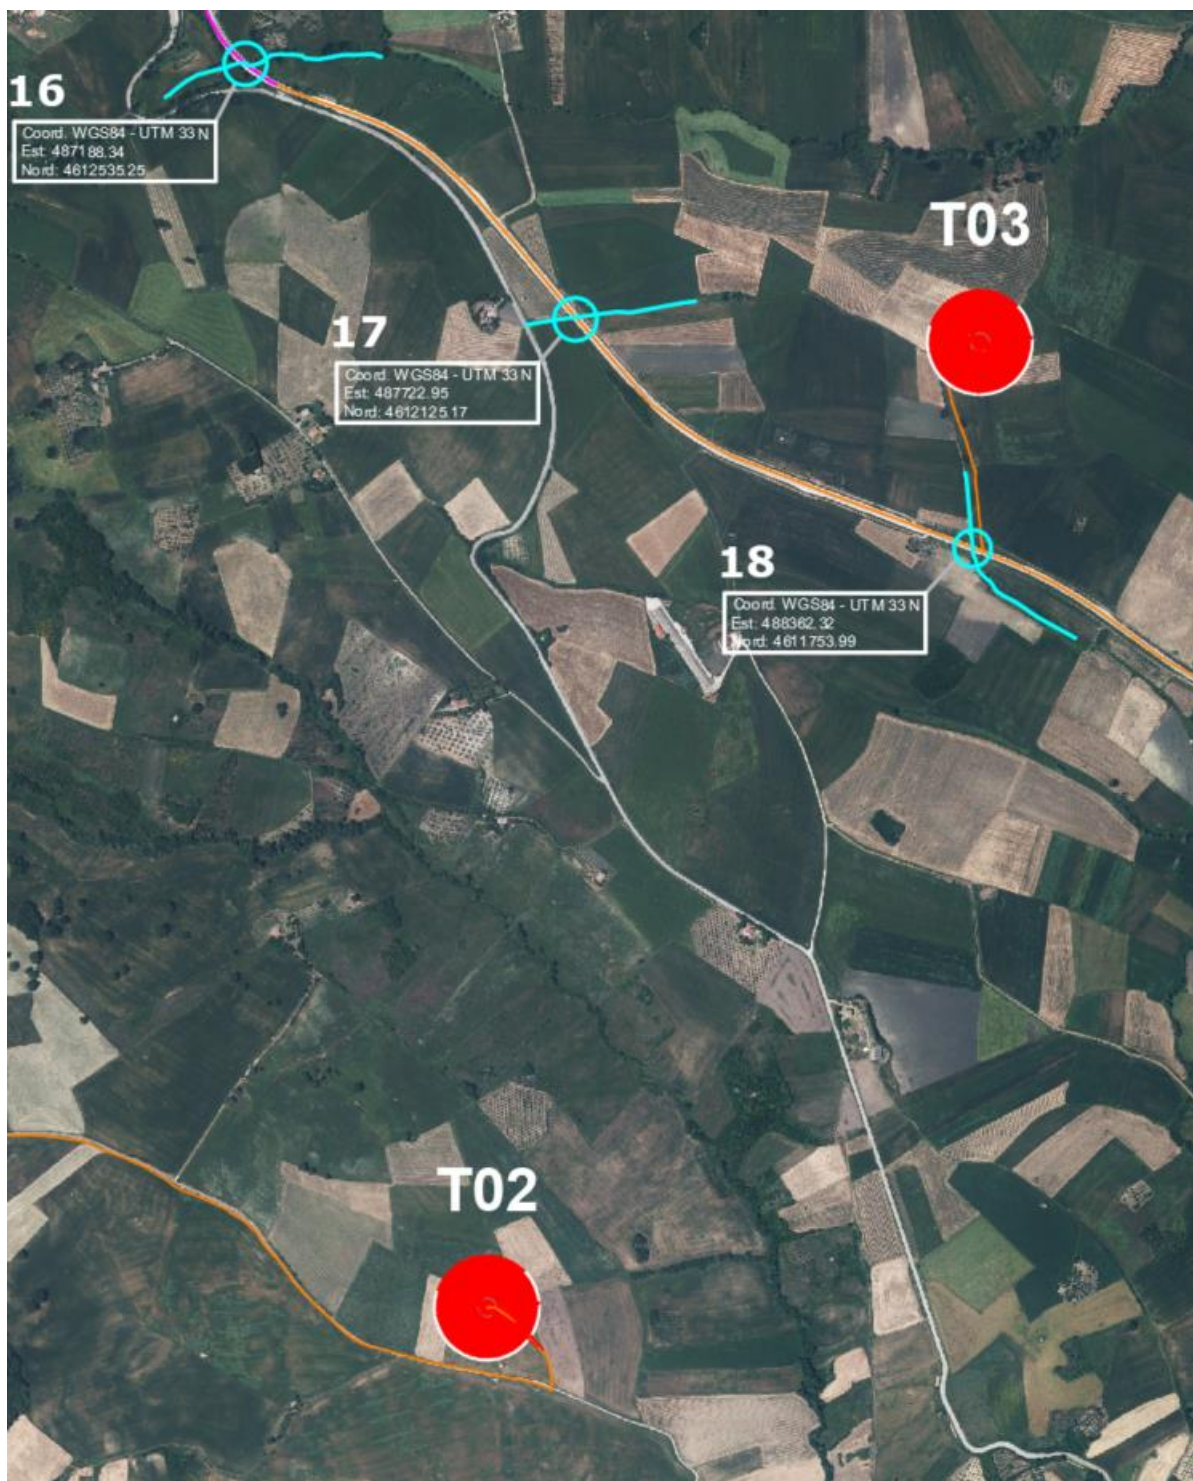 16
Coord. WGS84 - UTM 33 N
Est: 487188.34
Nord: 4612535.25
T03
17
Coord. WGS84 - UTM 33 N
Est: 487722.95
Nord: 4612125.17
18
Coord. WGS84 - UTM 33 N
Est: 488362.32
Nord: 4611753.99
T02